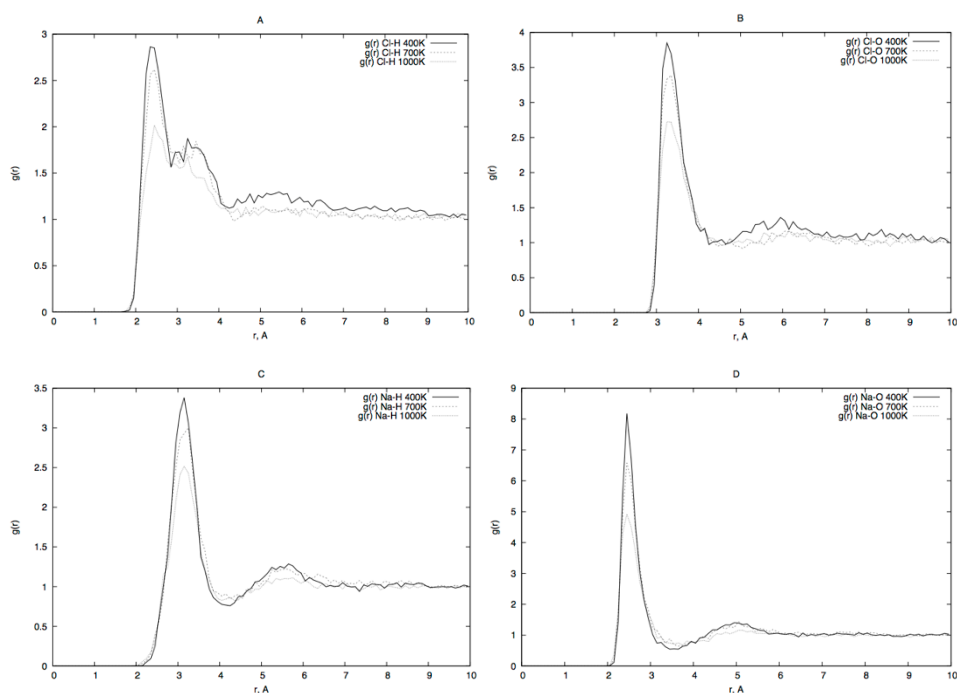 A
g(r) Cl-H 400K
g(r) Cl-H 700K
g(r) Cl-H 1000K
3
2.5
2
1.5
1
0.5
0
g(r)
0 1 2 3 4 5 6 7 8 9 10
r, A
B
g(r) Cl-O 400K
g(r) Cl-O 700K
g(r) Cl-O 1000K
4
3.5
3
2.5
2
1.5
1
0.5
0
g(r)
0 1 2 3 4 5 6 7 8 9 10
r, A
C
g(r) Na-H 400K
g(r) Na-H 700K
g(r) Na-H 1000K
3.5
3
2.5
2
1.5
1
0.5
0
g(r)
0 1 2 3 4 5 6 7 8 9 10
r, A
D
g(r) Na-O 400K
g(r) Na-O 700K
g(r) Na-O 1000K
9
8
7
6
5
4
3
2
1
0
g(r)
0 1 2 3 4 5 6 7 8 9 10
r, A